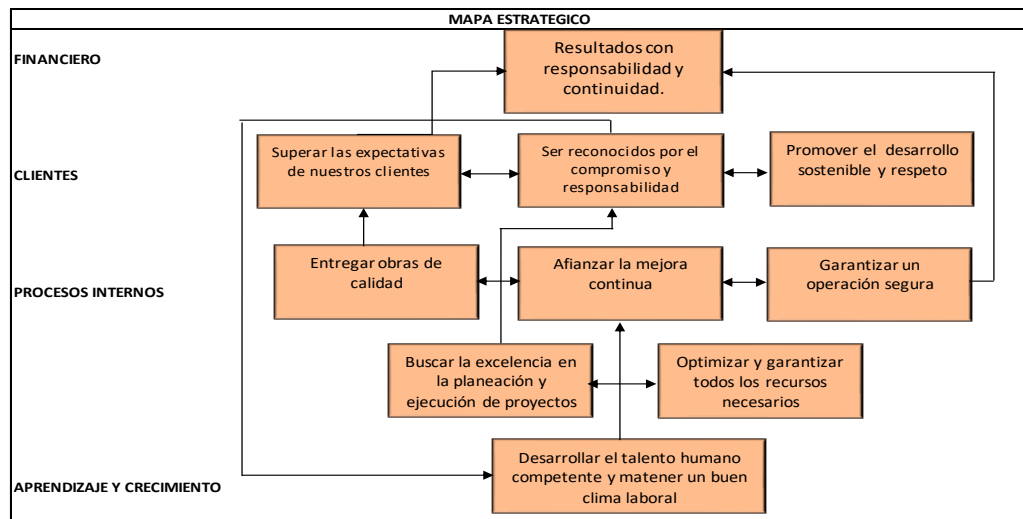 MAPA ESTRATEGICO
FINANCIERO
Resultados con
responsabilidad y
continuidad.
CLIENTES
Superar las expectativas
de nuestros clientes
Ser reconocidos por el
compromiso y
responsabilidad
Promover el desarrollo
sostenible y respeto
PROCESOS INTERNOS
Entregar obras de
calidad
Afianzar la mejora
continua
Garantizar un
operación segura
Buscar la excelencia en
la planeación y
ejecución de proyectos
Optimizar y garantizar
todos los recursos
necesarios
APRENDIZAJE Y CRECIMIENTO
Desarrollar el talento humano
competente y matener un buen
clima laboral